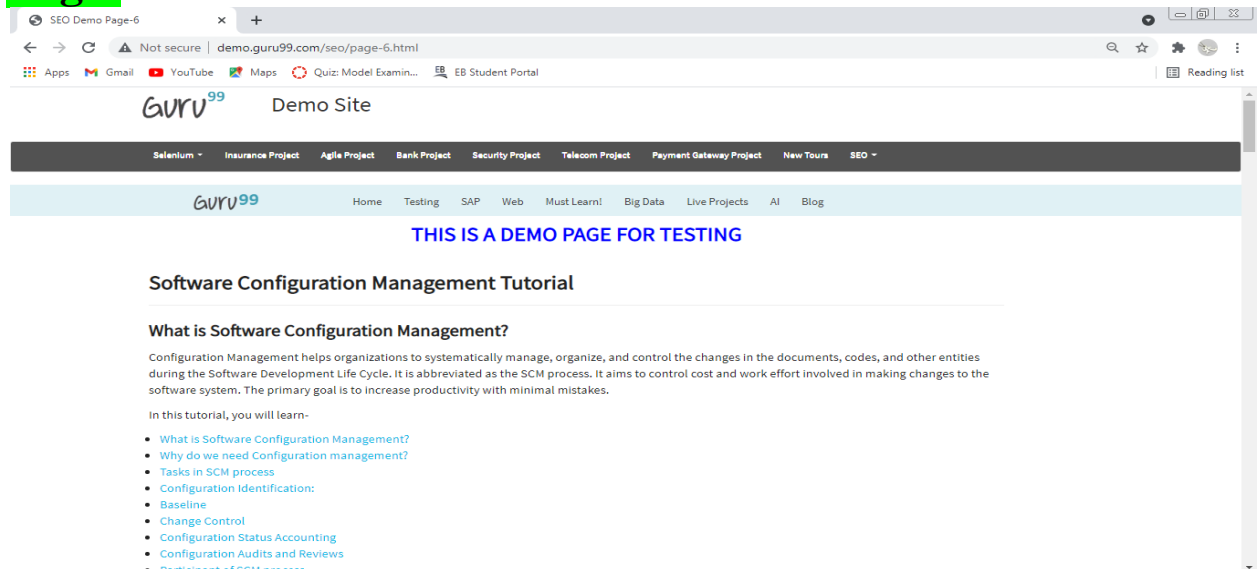 SEO Demo Page-6
Not secure | demo.guru99.com/seo/page-6.html
Apps Gmail YouTube Maps Quiz: Model Examin... EB EB Student Portal Reading list
Guru99 Demo Site
Selenium Insurance Project Agile Project Bank Project Security Project Telecom Project Payment Gateway Project New Tours SEO
Guru99 Home Testing SAP Web Must Learn! Big Data Live Projects AI Blog
THIS IS A DEMO PAGE FOR TESTING
Software Configuration Management Tutorial
What is Software Configuration Management?
Configuration Management helps organizations to systematically manage, organize, and control the changes in the documents, codes, and other entities
during the Software Development Life Cycle. It is abbreviated as the SCM process. It aims to control cost and work effort involved in making changes to the
software system. The primary goal is to increase productivity with minimal mistakes.
In this tutorial, you will learn-
• What is Software Configuration Management?
• Why do we need Configuration management?
• Tasks in SCM process
• Configuration Identification:
• Baseline
• Change Control
• Configuration Status Accounting
• Configuration Audits and Reviews
• Participant of SCM process